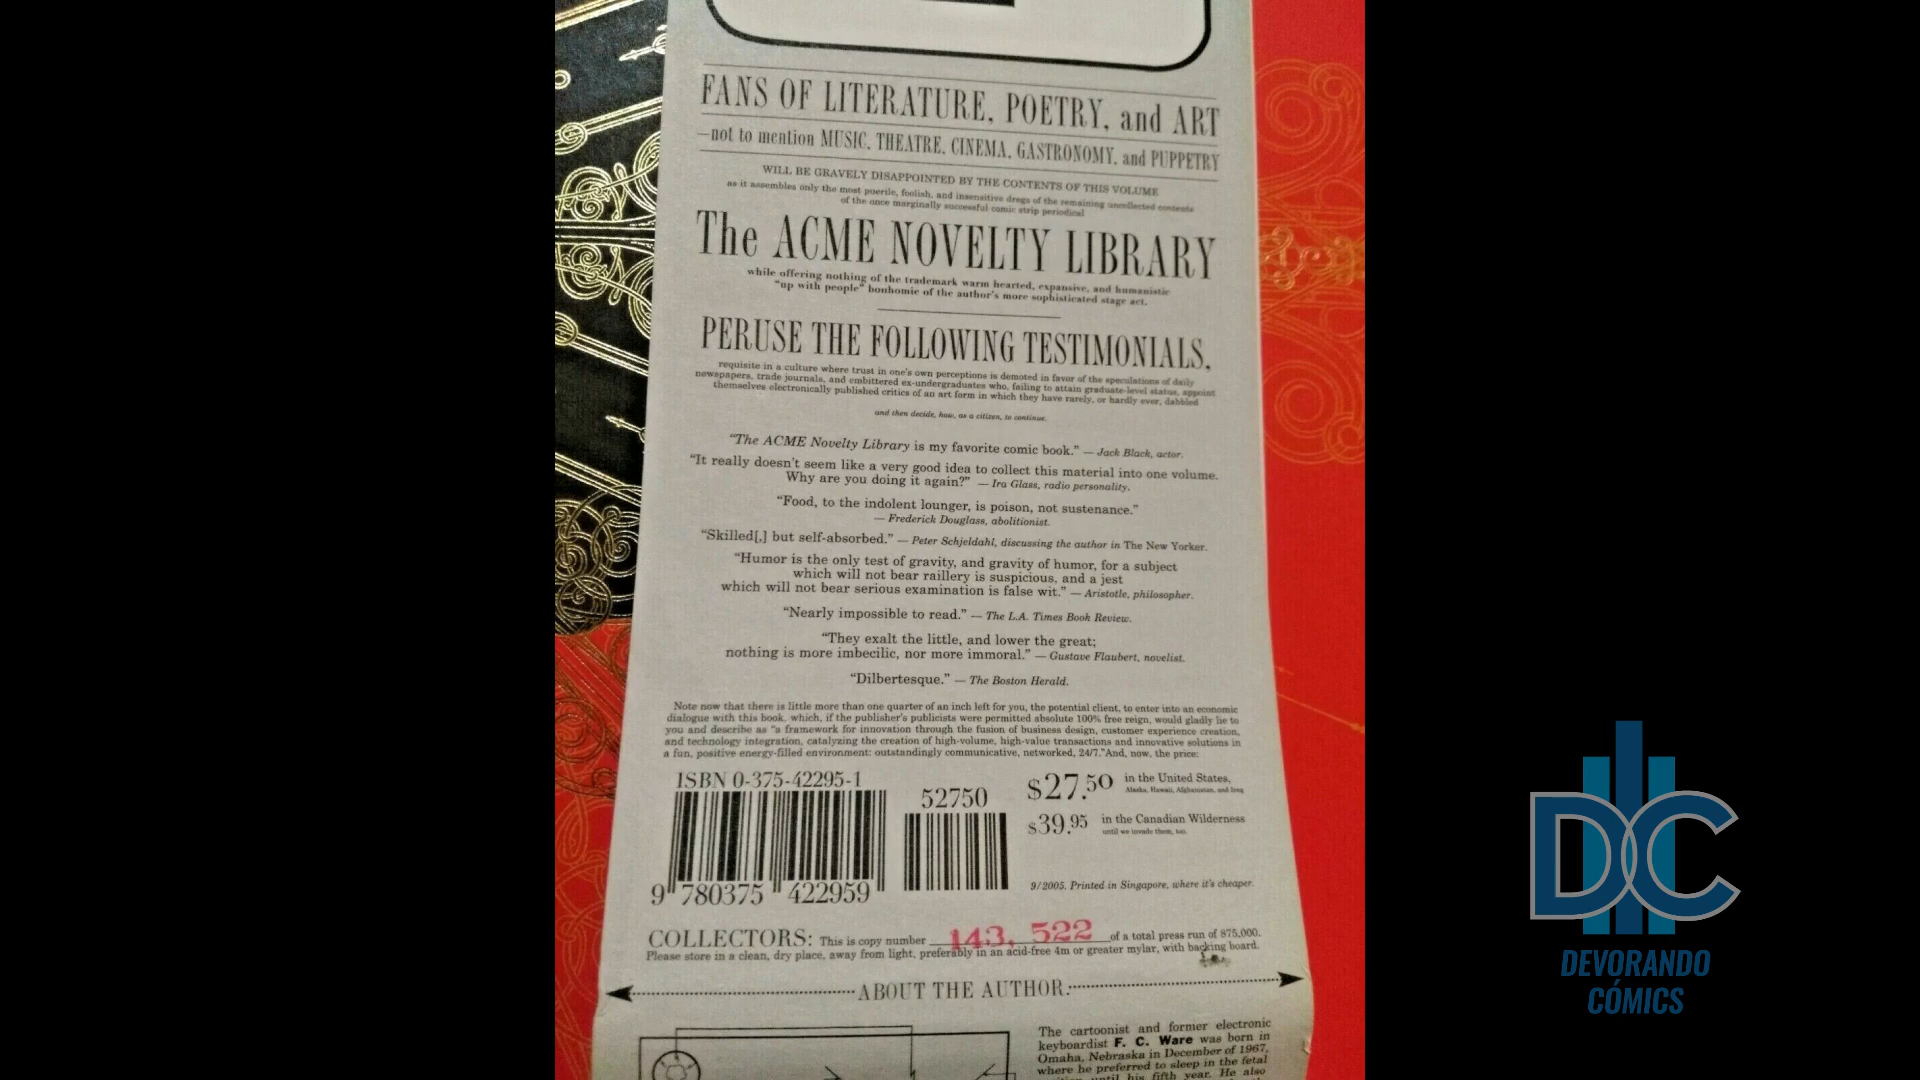 FANS OF LITERATURE, POETRY, and ART
—not to mention MUSIC, THEATRE, CINEMA, GASTRONOMY, and PUPPETRY
WILL BE GRAVELY DISAPPOINTED BY THE CONTENTS OF THIS VOLUME
as it assembles only the most puerile, foolish, and insensitive dregs of the remaining uncollected contents
of the once marginally successful comic strip periodical
The ACME NOVELTY LIBRARY
while offering nothing of the trademark warm hearted, expansive, and humanistic
"up with people" bonhomie of the author's more sophisticated stage act.
PERUSE THE FOLLOWING TESTIMONIALS,
requisite in a culture where trust in one's own perceptions is demoted in favor of the speculations of daily
newspapers, trade journals, and embittered ex-undergraduates who, failing to attain graduate-level status, appoint
themselves electronically published critics of an art form in which they have rarely, or hardly ever, dabbled
and then decide, how, as a citizen, to continue.
"The ACME Novelty Library is my favorite comic book." — Jack Black, actor.
"It really doesn't seem like a very good idea to collect this material into one volume.
Why are you doing it again?" — Ira Glass, radio personality.
"Food, to the indolent lounger, is poison, not sustenance."
— Frederick Douglass, abolitionist.
"Skilled[,] but self-absorbed." — Peter Schjeldahl, discussing the author in The New Yorker.
"Humor is the only test of gravity, and gravity of humor, for a subject
which will not bear raillery is suspicious, and a jest
which will not bear serious examination is false wit." — Aristotle, philosopher.
"Nearly impossible to read." — The L.A. Times Book Review.
"They exalt the little, and lower the great;
nothing is more imbecilic, nor more immoral." — Gustave Flaubert, novelist.
"Dilbertesque." — The Boston Herald.
Note now that there is little more than one quarter of an inch left for you, the potential client, to enter into an economic
dialogue with this book, which, if the publisher's publicists were permitted absolute 100% free reign, would gladly lie to
you and describe as "a framework for innovation through the fusion of business design, customer experience creation,
and technology integration, catalyzing the creation of high-volume, high-value transactions and innovative solutions in
a fun, positive energy-filled environment: outstandingly communicative, networked, 24/7." And, now, the price:
ISBN 0-375-42295-1
52750
9 780375 422959
$27.50 in the United States,
Alaska, Hawaii, Afghanistan, and Iraq
$39.95 in the Canadian Wilderness
until we invade them, too.
9/2005. Printed in Singapore, where it's cheaper.
COLLECTORS: This is copy number 143, 522 of a total press run of 875,000.
Please store in a clean, dry place, away from light, preferably in an acid-free 4m or greater mylar, with backing board.
ABOUT THE AUTHOR.
The cartoonist and former electronic
keyboardist F. C. Ware was born in
Omaha, Nebraska in December of 1967,
where he preferred to sleep in the fetal
until his fifth year. He also
DC
DEVORANDO
CÓMICS